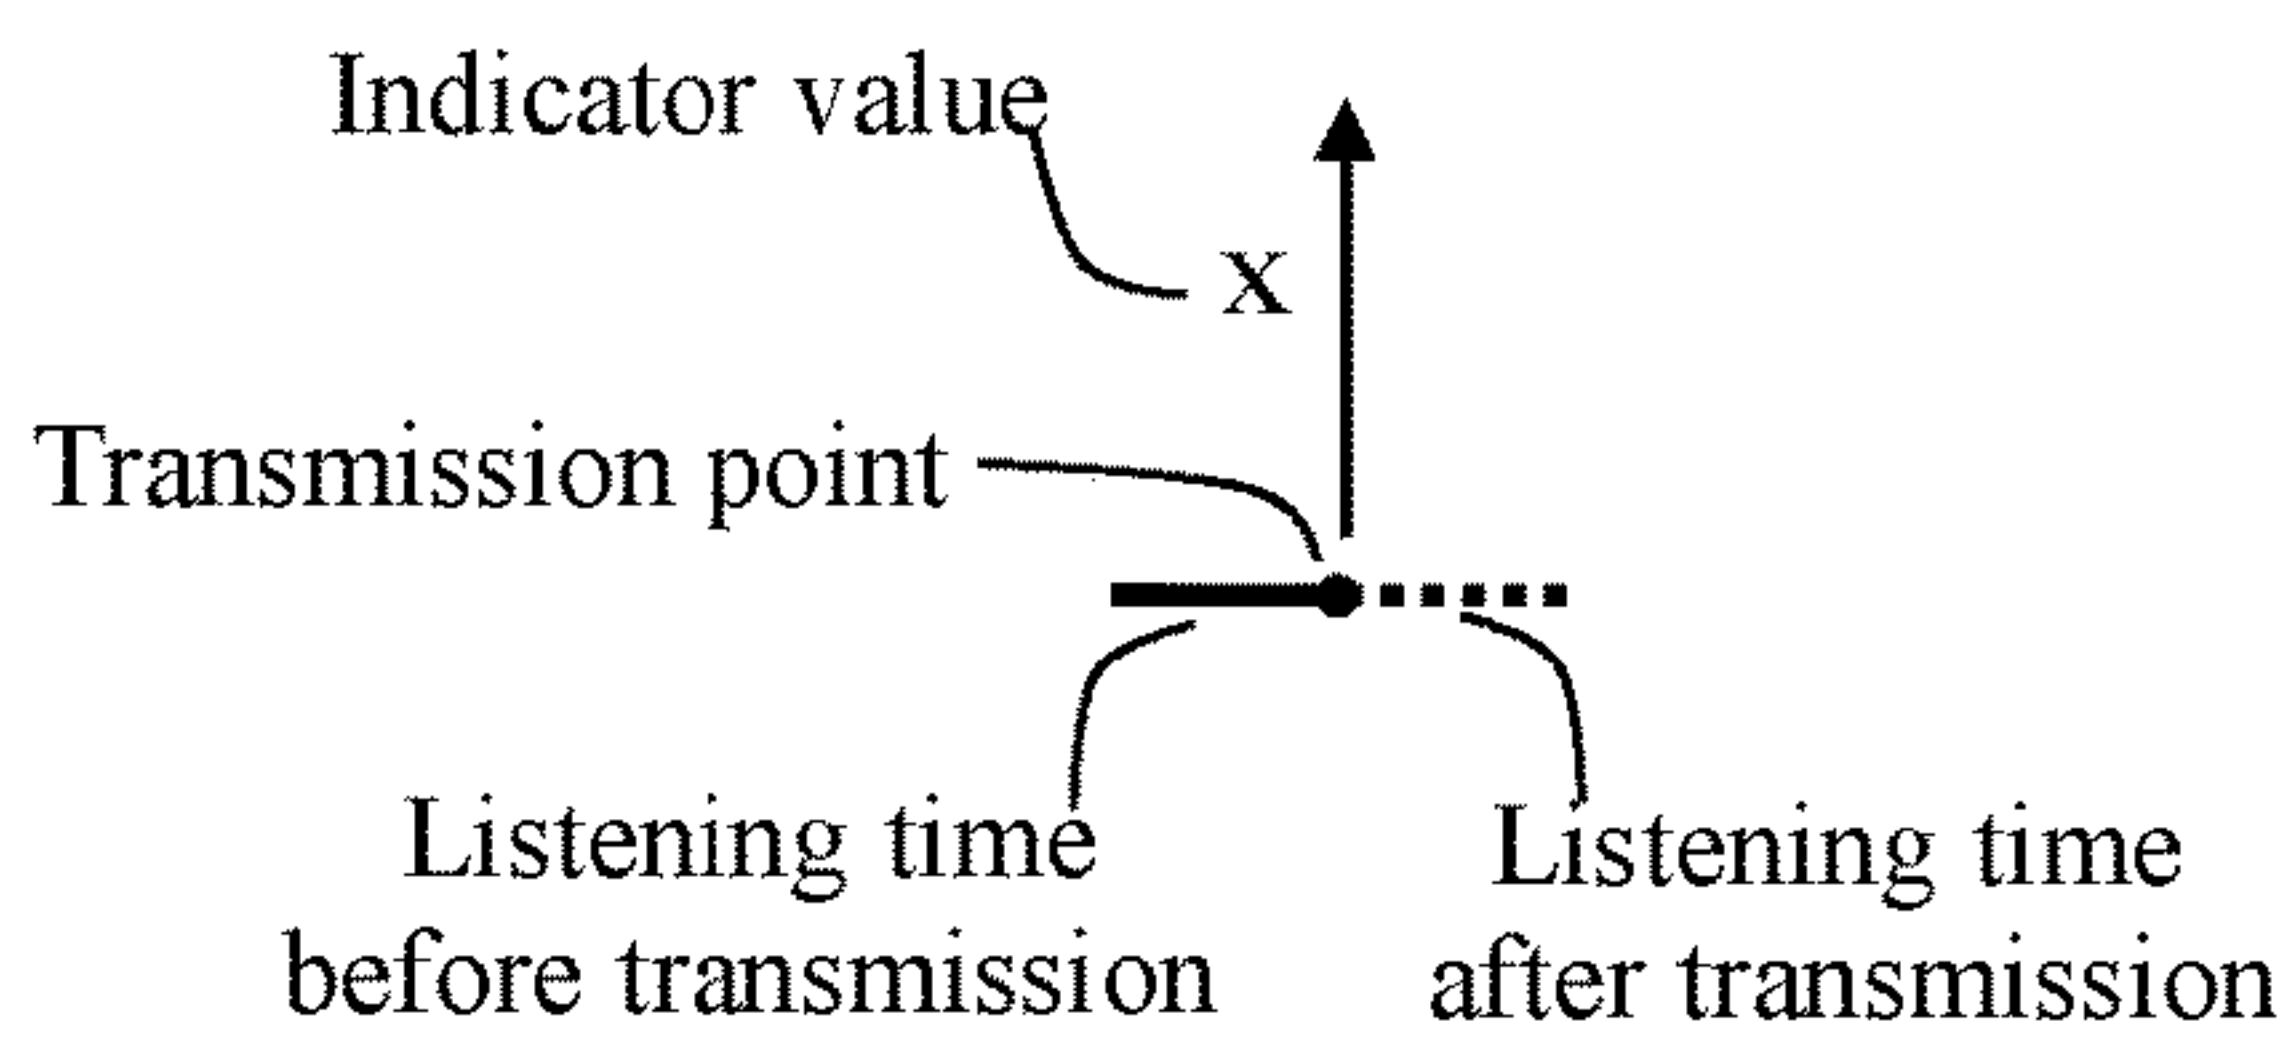 Indicator value
x
Transmission point
Listening time
before transmission
Listening time
after transmission